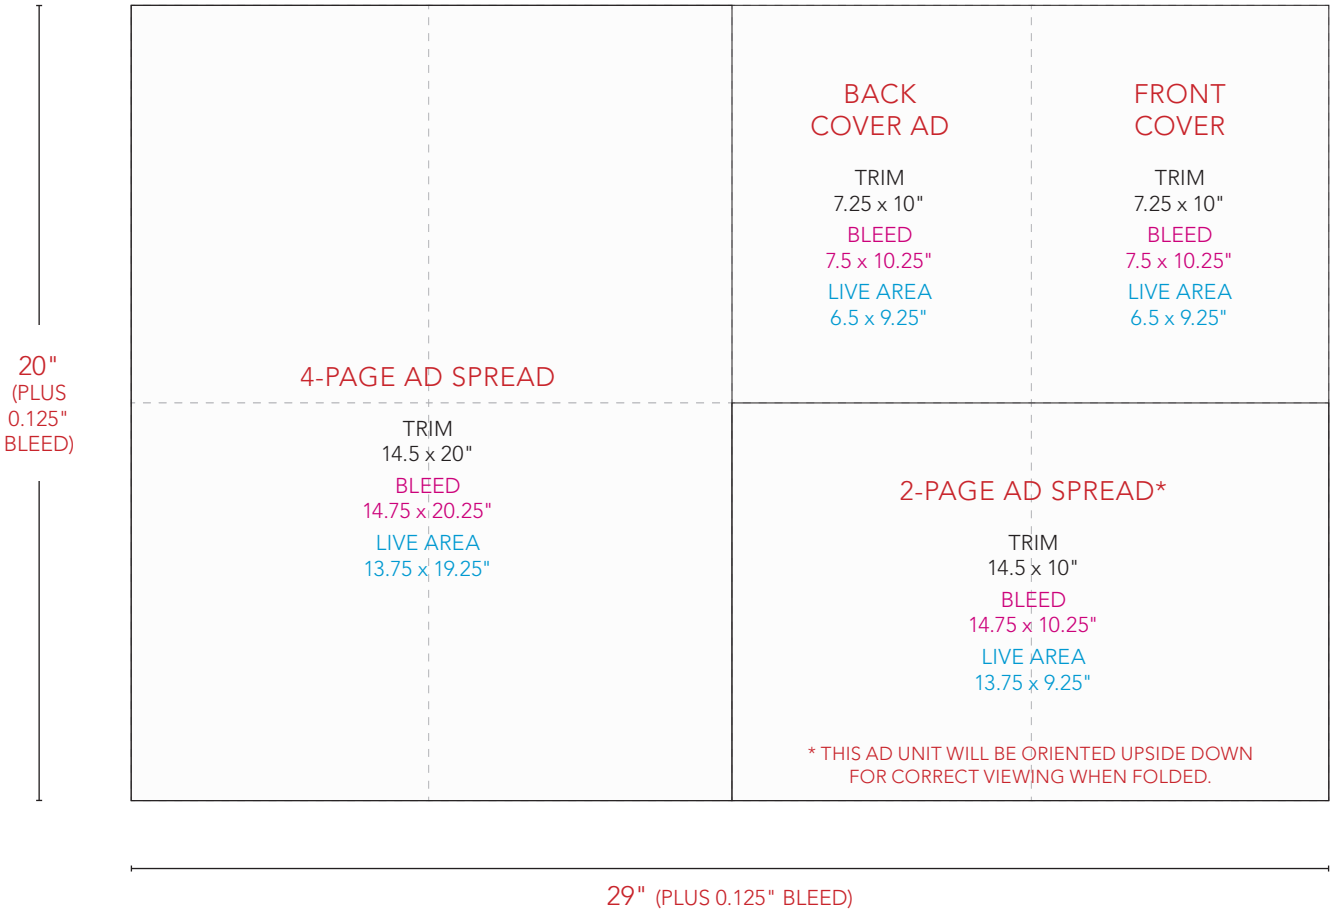 BACK
COVER AD
TRIM
7.25 x 10"
BLEED
7.5 x 10.25"
LIVE AREA
6.5 x 9.25"
FRONT
COVER
TRIM
7.25 x 10"
BLEED
7.5 x 10.25"
LIVE AREA
6.5 x 9.25"
20"
(PLUS
0.125"
BLEED)
4-PAGE AD SPREAD
TRIM
14.5 x 20"
BLEED
14.75 x 20.25"
LIVE AREA
13.75 x 19.25"
2-PAGE AD SPREAD*
TRIM
14.5 x 10"
BLEED
14.75 x 10.25"
LIVE AREA
13.75 x 9.25"
* THIS AD UNIT WILL BE ORIENTED UPSIDE DOWN
FOR CORRECT VIEWING WHEN FOLDED.
29" (PLUS 0.125" BLEED)